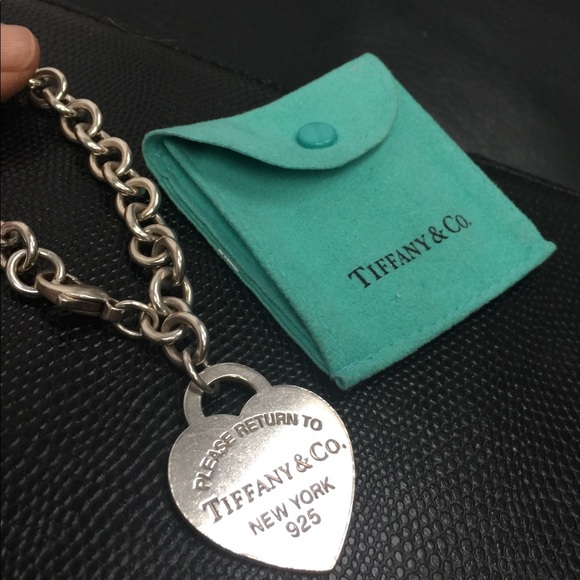 TIFFANY & CO.
PLEASE RETURN TO
TIFFANY & CO.
NEW YORK
925